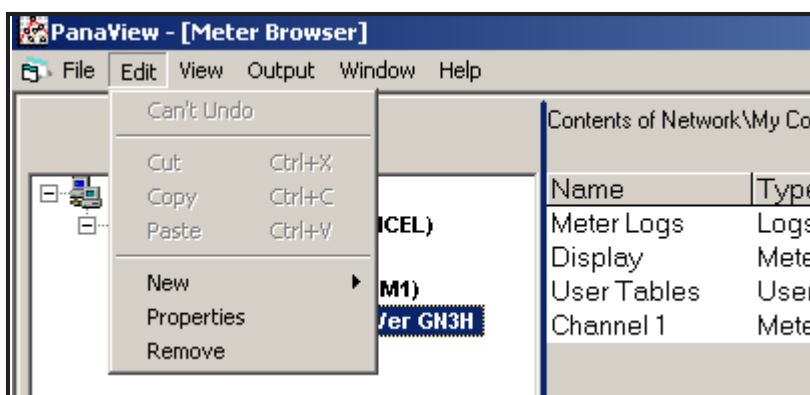 PanaView - [Meter Browser]
File Edit View Output Window Help
Can't Undo
Cut Ctrl+X
Copy Ctrl+C
Paste Ctrl+V
New
Properties
Remove
ICEL)
M1)
Ver GN3H
Contents of Network\My Co
Name Type
Meter Logs Logs
Display Mete
User Tables User
Channel 1 Mete